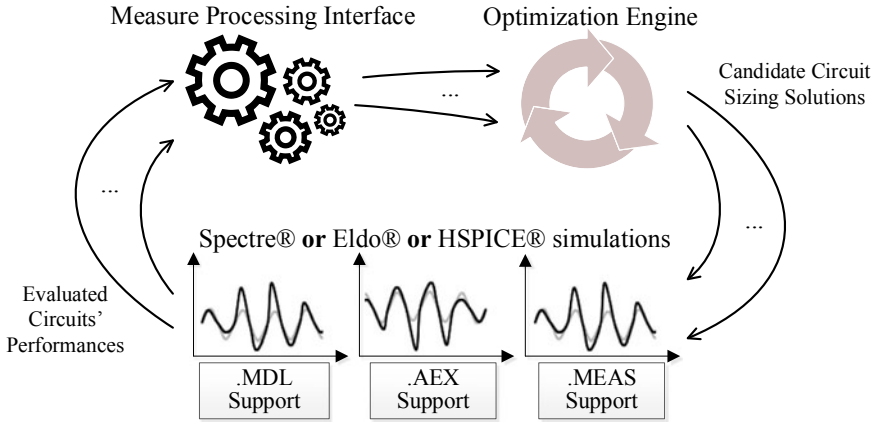 Measure Processing Interface
Optimization Engine
...
Candidate Circuit
Sizing Solutions
...
...
Spectre® or Eldo® or HSPICE® simulations
Evaluated
Circuits'
Performances
.MDL
Support
.AEX
Support
.MEAS
Support